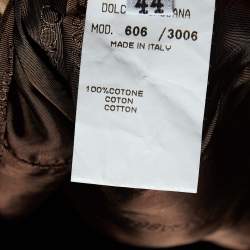 44
DOLC ANA
MOD. 606 /3006
MADE IN ITALY
100%COTONE
COTON
COTTON